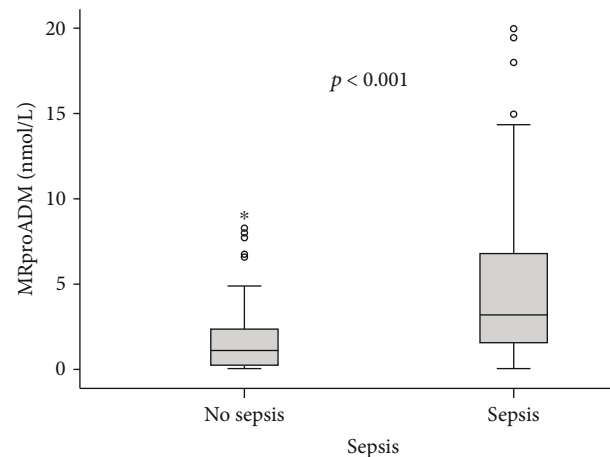 MRproADM (nmol/L)
20
15
10
5
0
p < 0.001
*
No sepsis
Sepsis
Sepsis